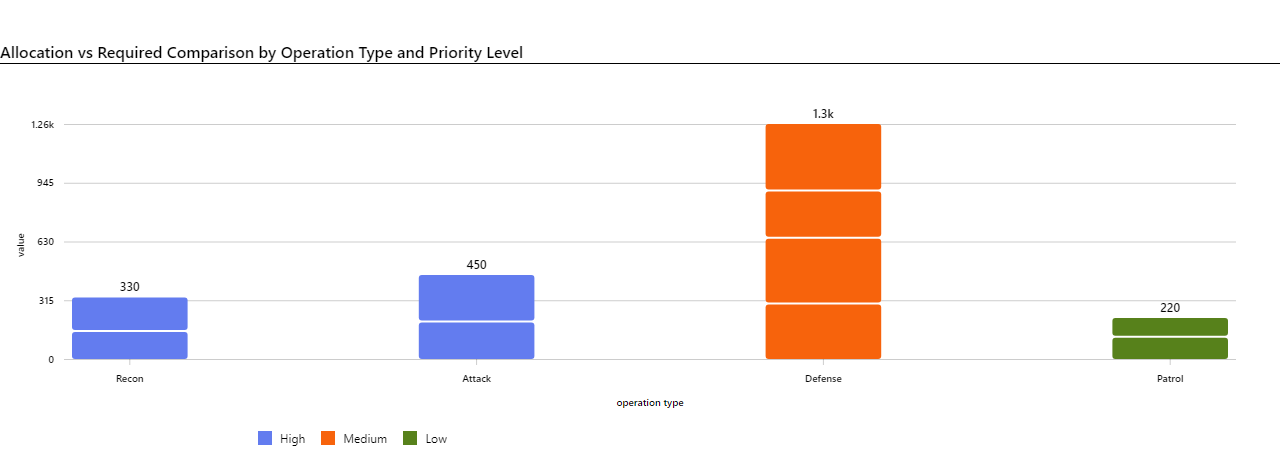 Allocation vs Required Comparison by Operation Type and Priority Level
1.3k
1.26k
945
630
450
330
315
220
0
value
Recon
Attack
Defense
Patrol
operation type
High
Medium
Low